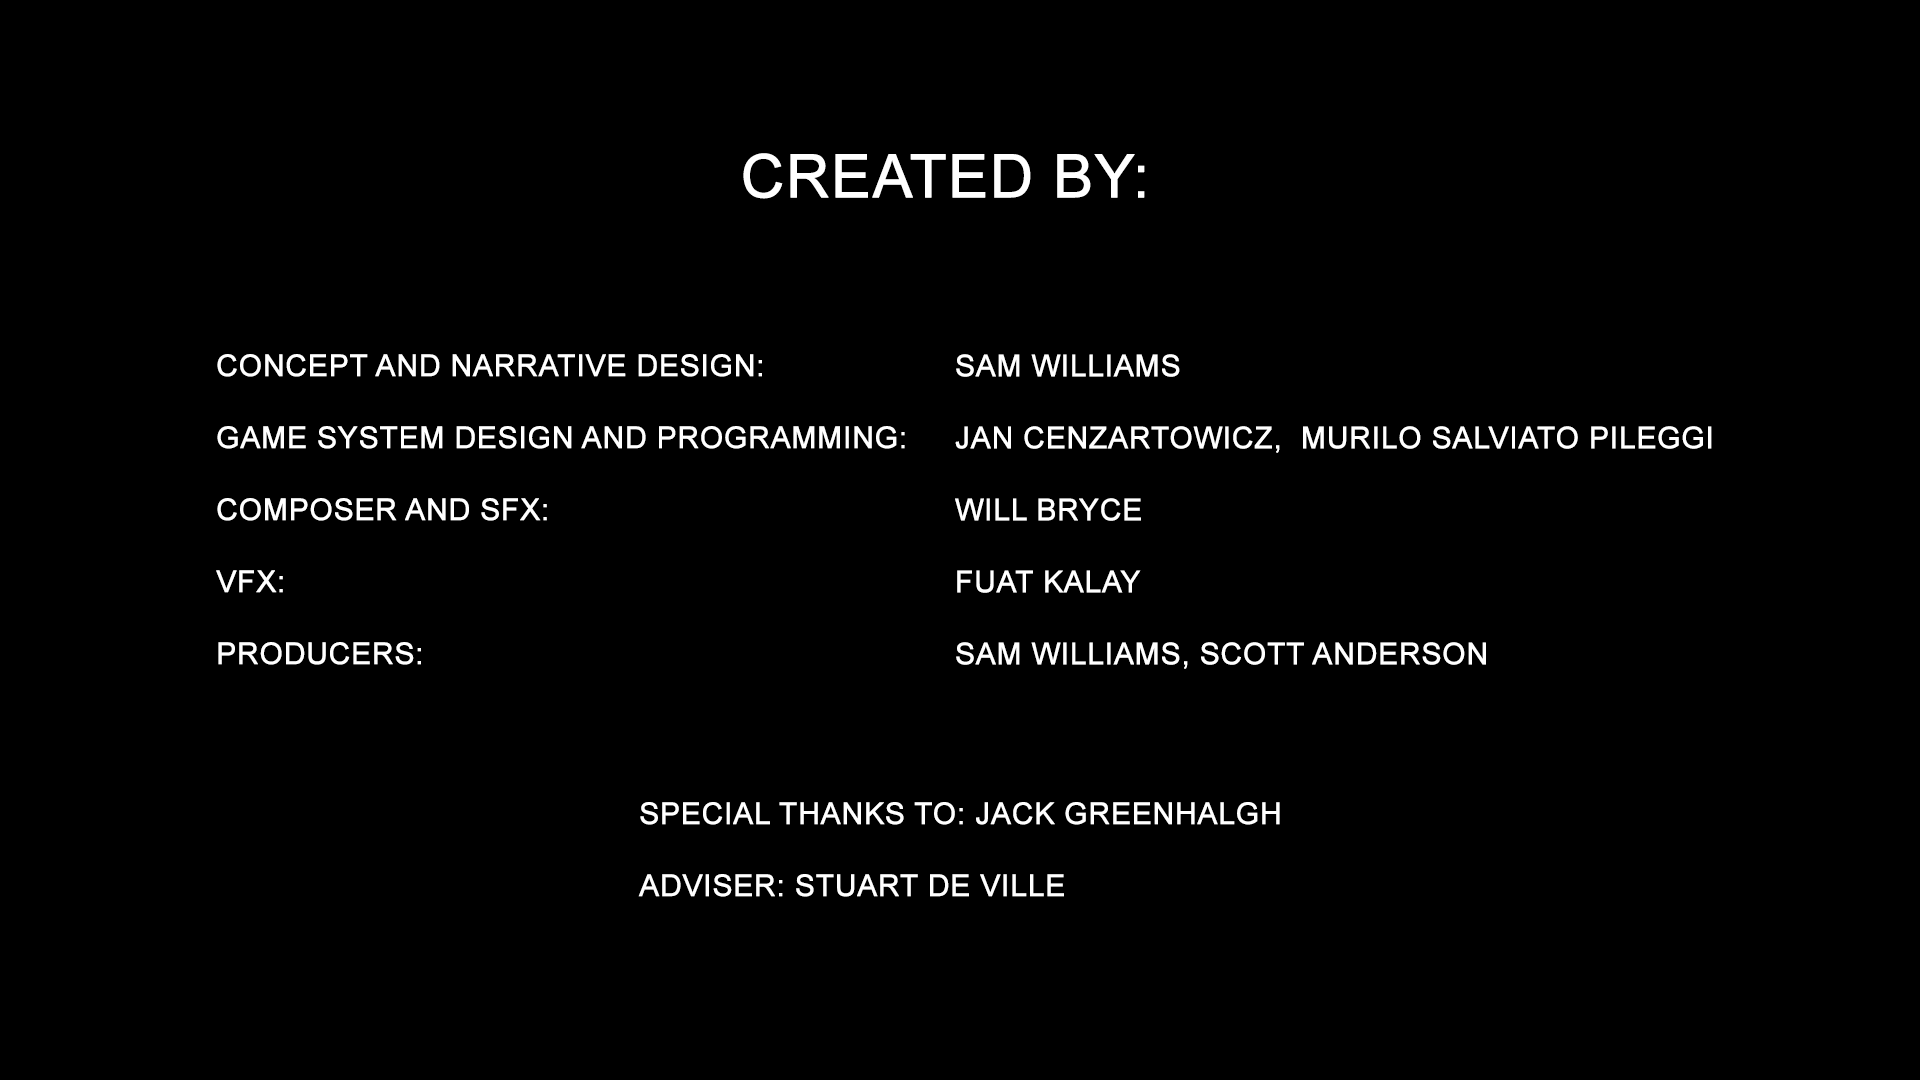 CREATED BY:
CONCEPT AND NARRATIVE DESIGN: SAM WILLIAMS
GAME SYSTEM DESIGN AND PROGRAMMING: JAN CENZARTOWICZ, MURILO SALVIATO PILEGGI
COMPOSER AND SFX: WILL BRYCE
VFX: FUAT KALAY
PRODUCERS: SAM WILLIAMS, SCOTT ANDERSON
SPECIAL THANKS TO: JACK GREENHALGH
ADVISER: STUART DE VILLE